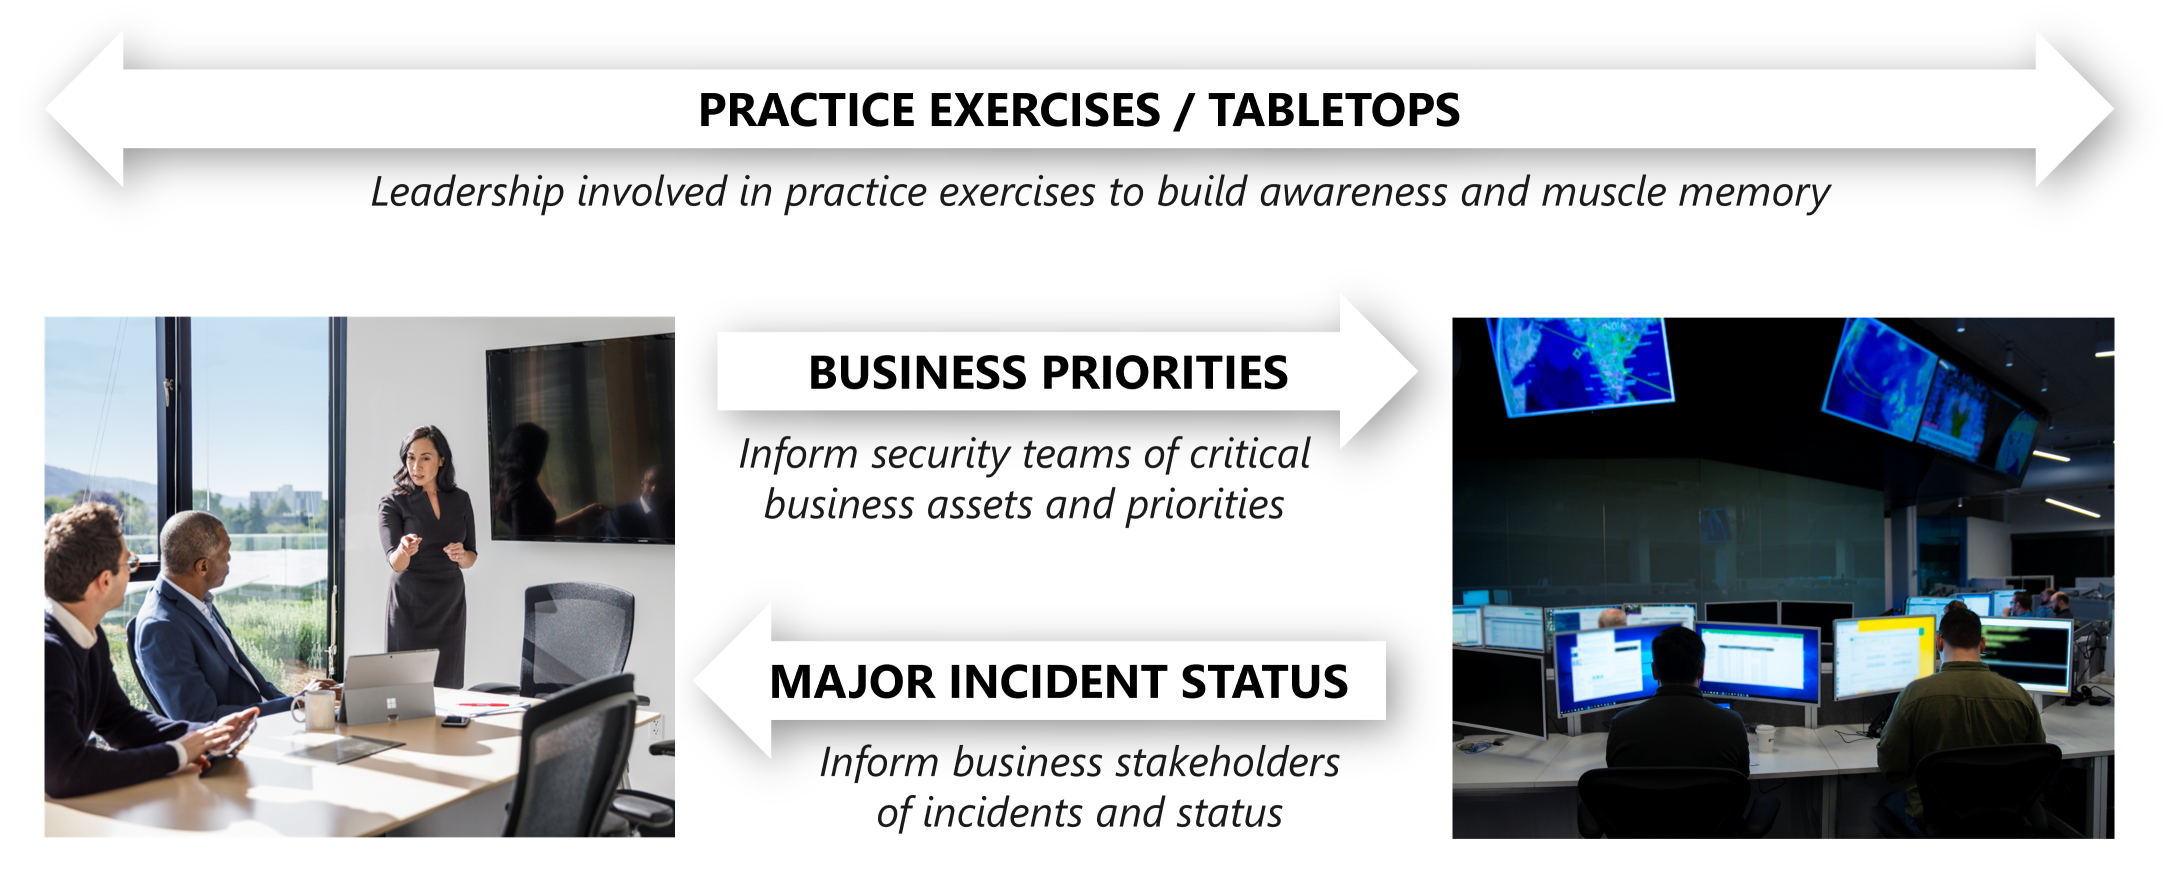 PRACTICE EXERCISES / TABLETOPS
Leadership involved in practice exercises to build awareness and muscle memory
BUSINESS PRIORITIES
Inform security teams of critical
business assets and priorities
MAJOR INCIDENT STATUS
Inform business stakeholders
of incidents and status